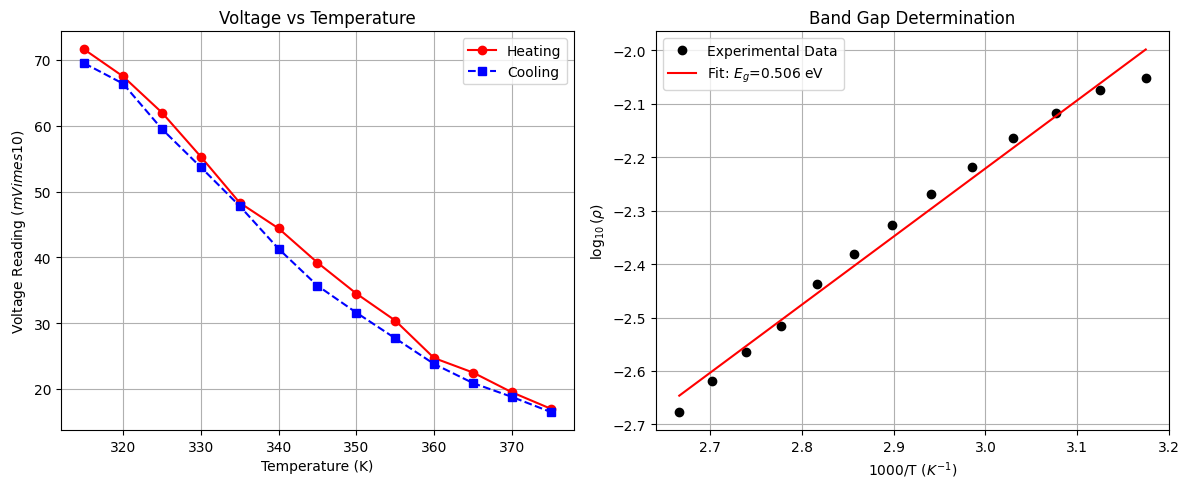 Voltage vs Temperature
Voltage Reading (mVimes10)
70
60
50
40
30
20
320
330
340
350
360
370
Temperature (K)
Heating
Cooling
Band Gap Determination
log₁₀(ρ)
−2.0
−2.1
−2.2
−2.3
−2.4
−2.5
−2.6
−2.7
2.7
2.8
2.9
3.0
3.1
3.2
1000/T (K⁻¹)
Experimental Data
Fit: E_g=0.506 eV